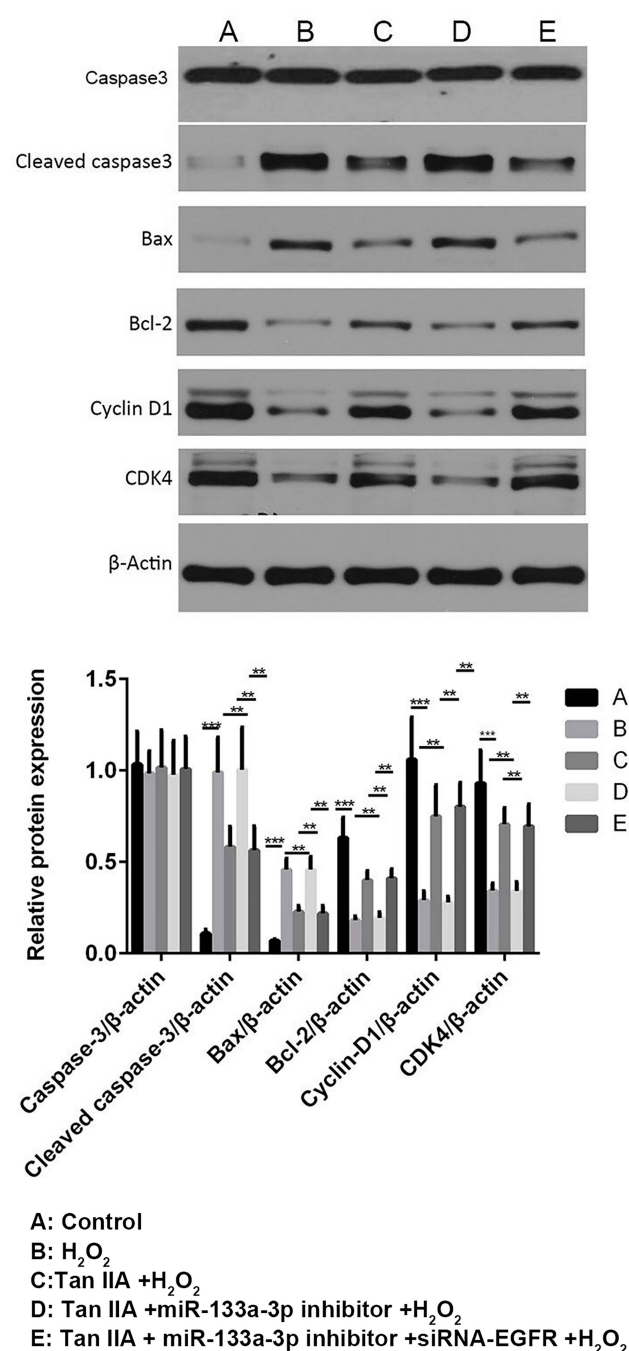 A B C D E
Caspase3
Cleaved caspase3
Bax
Bcl-2
Cyclin D1
CDK4
β-Actin
Relative protein expression
1.5
1.0
0.5
0.0
*** ** ** **
*** ** ** **
*** ** ** **
*** ** ** **
*** ** ** **
Caspase-3/β-actin
Cleaved caspase-3/β-actin
Bax/β-actin
Bcl-2/β-actin
Cyclin-D1/β-actin
CDK4/β-actin
A
B
C
D
E
A: Control
B: H₂O₂
C:Tan IIA +H₂O₂
D: Tan IIA +miR-133a-3p inhibitor +H₂O₂
E: Tan IIA + miR-133a-3p inhibitor +siRNA-EGFR +H₂O₂